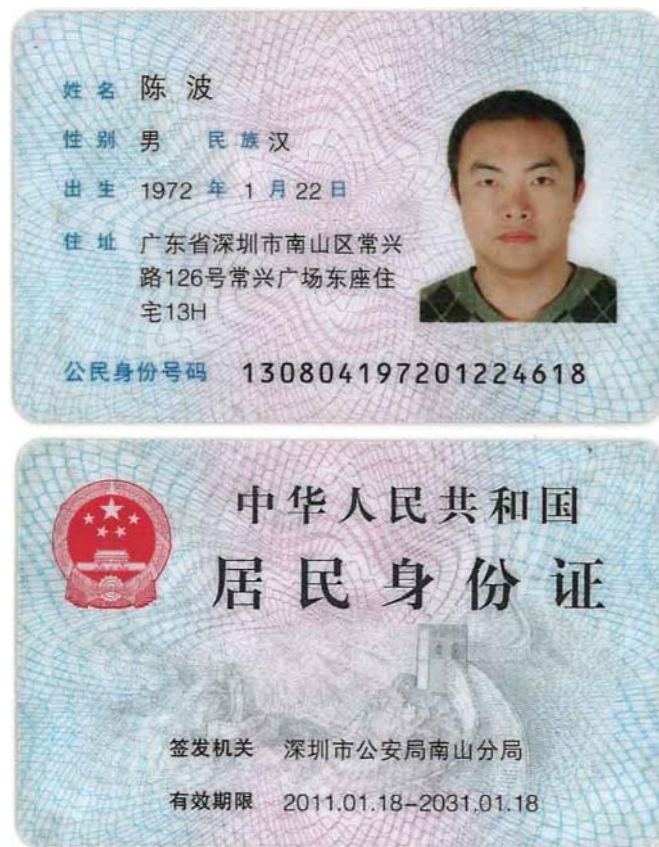 姓名 陈波
性别 男 民族 汉
出生 1972 年 1 月 22 日
住址 广东省深圳市南山区常兴
路126号常兴广场东座住
宅13H
公民身份号码 130804197201224618
中华人民共和国
居民身份证
签发机关 深圳市公安局南山分局
有效期限 2011.01.18-2031.01.18